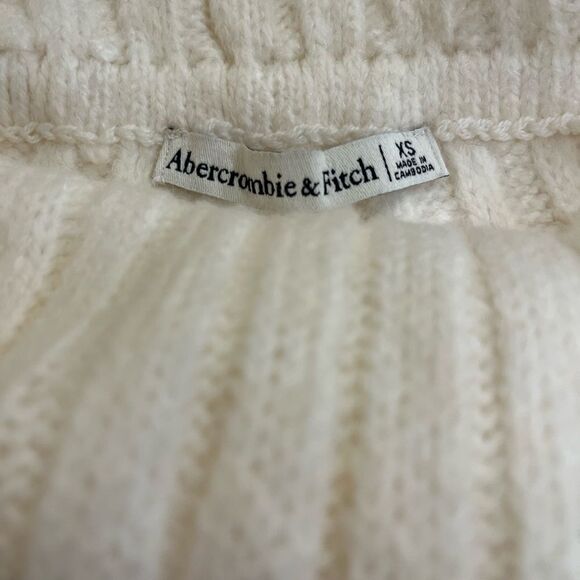 Abercrombie & Fitch
XS
MADE IN
CAMBODIA